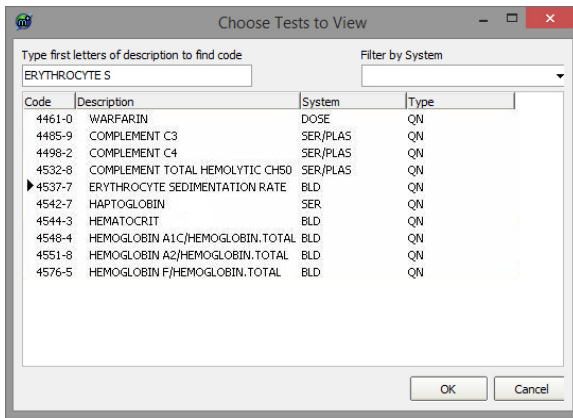 Choose Tests to View
Type first letters of description to find code Filter by System
ERYTHROCYTE S
Code Description System Type
4461-0 WARFARIN DOSE QN
4485-9 COMPLEMENT C3 SER/PLAS QN
4498-2 COMPLEMENT C4 SER/PLAS QN
4532-8 COMPLEMENT TOTAL HEMOLYTIC CH50 SER/PLAS QN
4537-7 ERYTHROCYTE SEDIMENTATION RATE BLD QN
4542-7 HAPTOGLOBIN SER QN
4544-3 HEMATOCRIT BLD QN
4548-4 HEMOGLOBIN A1C/HEMOGLOBIN.TOTAL BLD QN
4551-8 HEMOGLOBIN A2/HEMOGLOBIN.TOTAL BLD QN
4576-5 HEMOGLOBIN F/HEMOGLOBIN.TOTAL BLD QN
OK Cancel